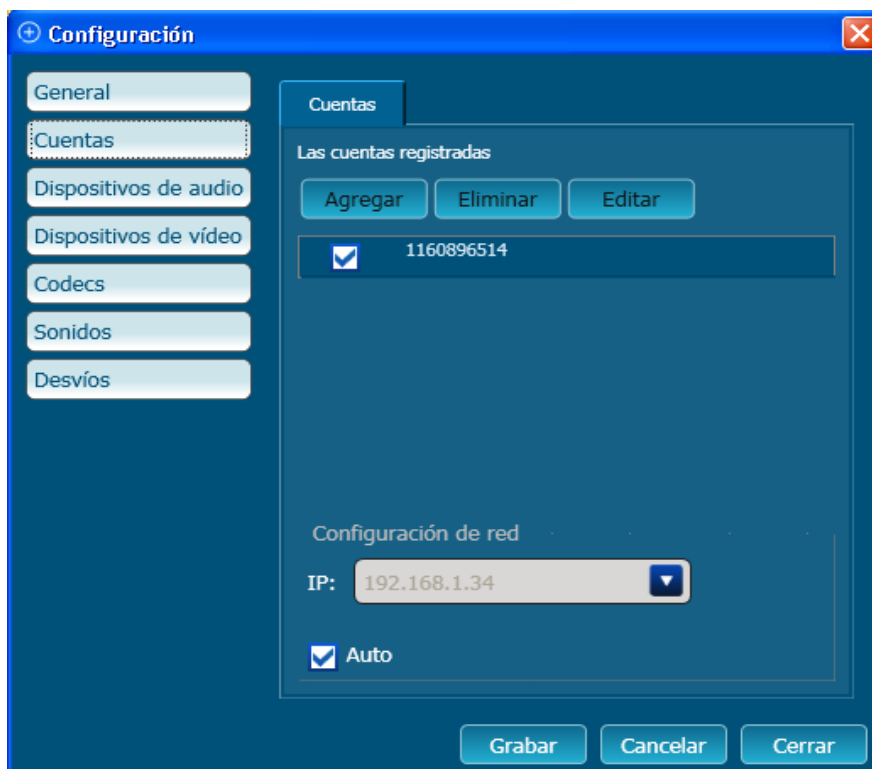 Configuración
General
Cuentas
Dispositivos de audio
Dispositivos de vídeo
Codecs
Sonidos
Desvíos
Cuentas
Las cuentas registradas
Agregar Eliminar Editar
1160896514
Configuración de red
IP: 192.168.1.34
Auto
Grabar Cancelar Cerrar